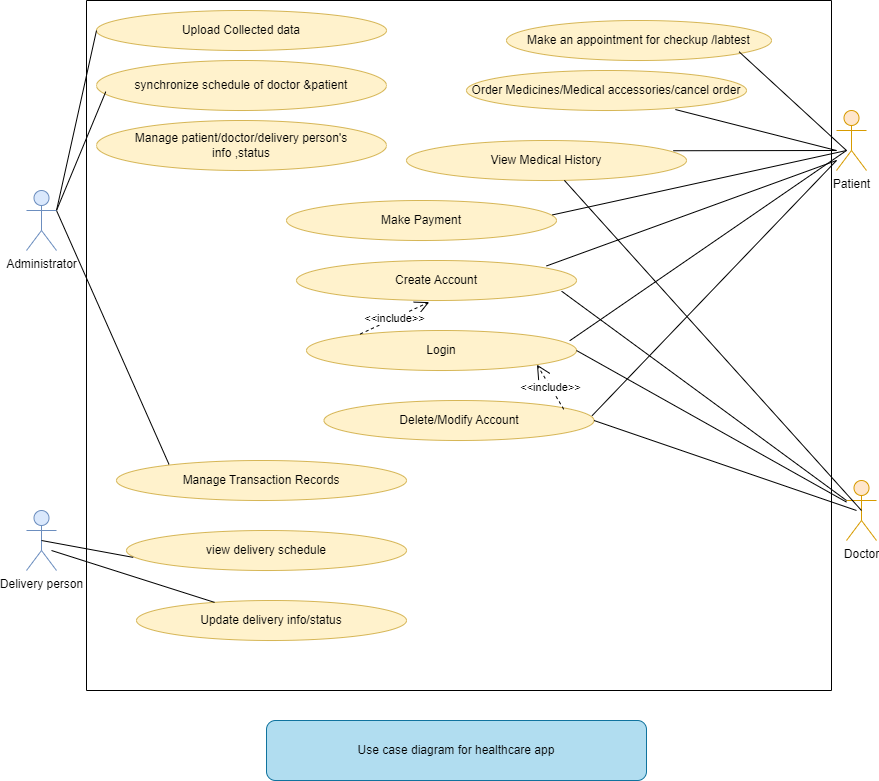 Upload Collected data
Make an appointment for checkup /labtest
synchronize schedule of doctor &patient
Order Medicines/Medical accessories/cancel order
Manage patient/doctor/delivery person's
info ,status
View Medical History
Patient
Make Payment
Administrator
Create Account
<<include>>
Login
<<include>>
Delete/Modify Account
Manage Transaction Records
view delivery schedule
Doctor
Delivery person
Update delivery info/status
Use case diagram for healthcare app